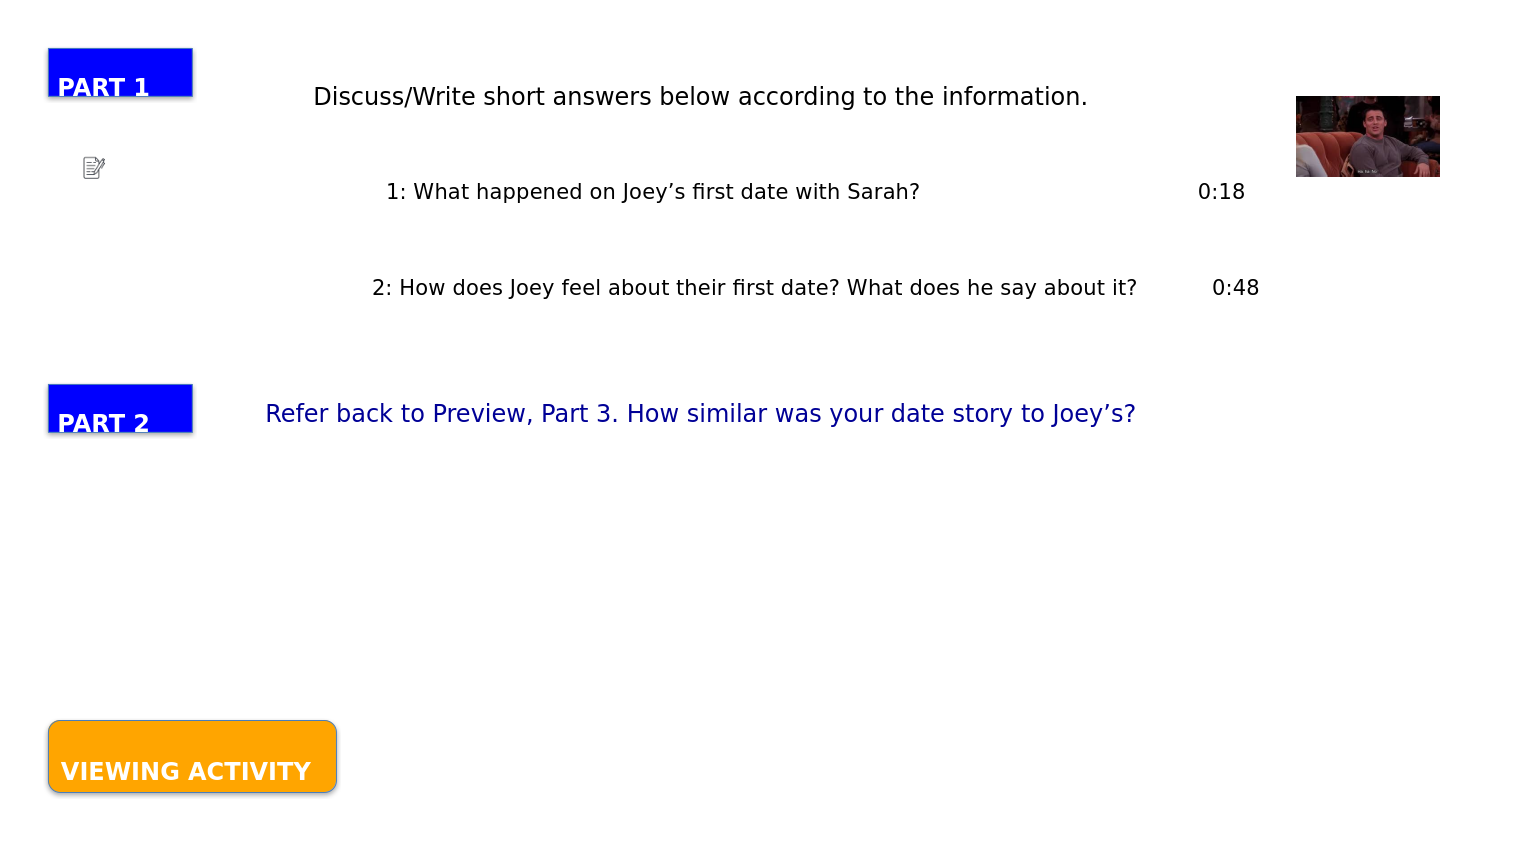 PART 1
Discuss/Write short answers below according to the information.
1: What happened on Joey’s first date with Sarah? 0:18
2: How does Joey feel about their first date? What does he say about it? 0:48
PART 2
Refer back to Preview, Part 3. How similar was your date story to Joey’s?
VIEWING ACTIVITY